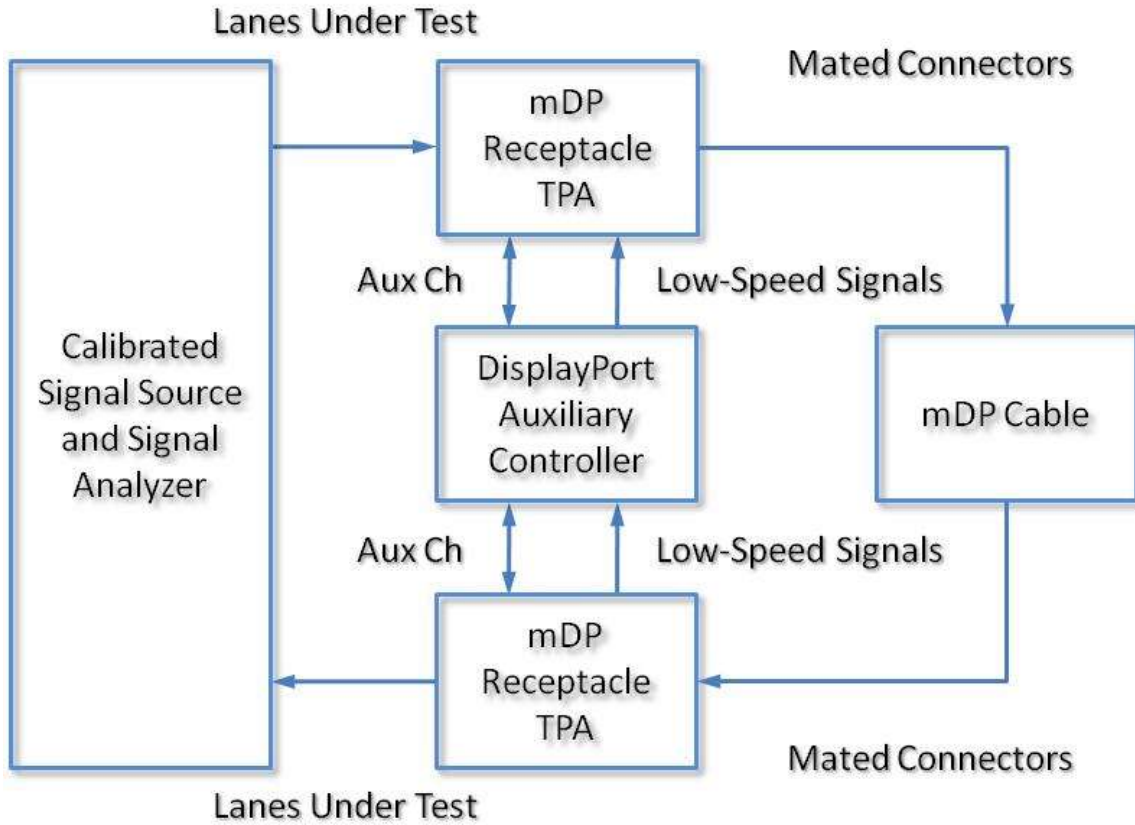 Lanes Under Test
Mated Connectors
mDP
Receptacle
TPA
Aux Ch
Low-Speed Signals
Calibrated
Signal Source
and Signal
Analyzer
DisplayPort
Auxiliary
Controller
mDP Cable
Aux Ch
Low-Speed Signals
mDP
Receptacle
TPA
Mated Connectors
Lanes Under Test